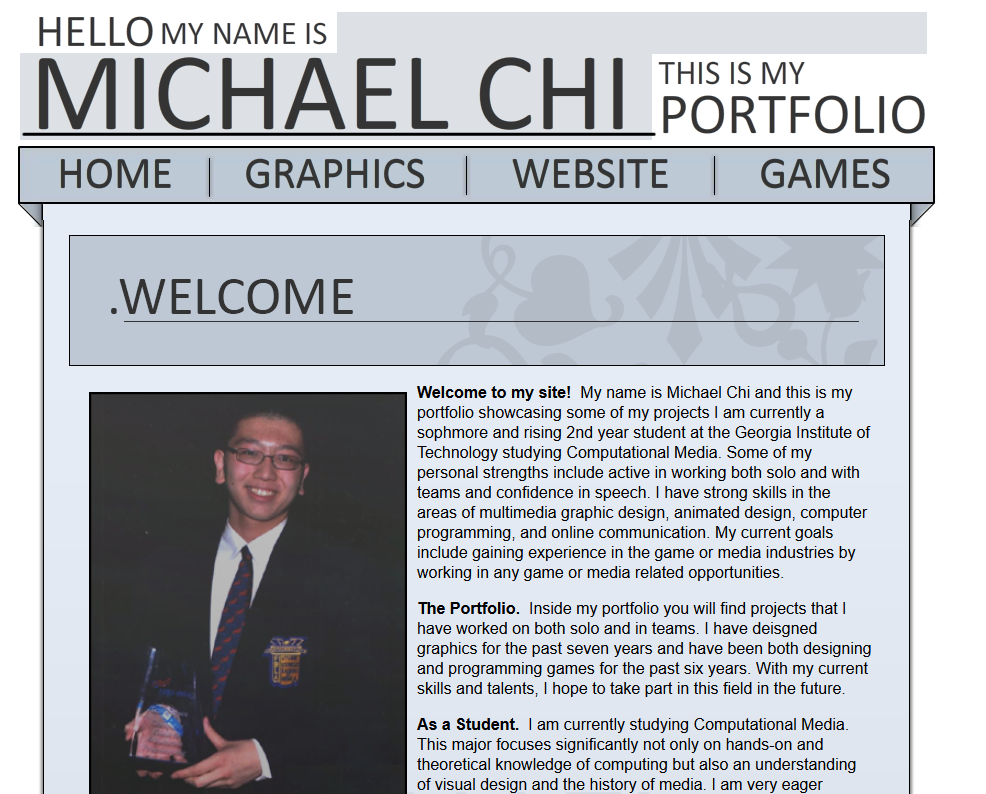 HELLO MY NAME IS
MICHAEL CHI
THIS IS MY
PORTFOLIO
HOME GRAPHICS WEBSITE GAMES
.WELCOME
Welcome to my site! My name is Michael Chi and this is my
portfolio showcasing some of my projects I am currently a
sophmore and rising 2nd year student at the Georgia Institute of
Technology studying Computational Media. Some of my
personal strengths include active in working both solo and with
teams and confidence in speech. I have strong skills in the
areas of multimedia graphic design, animated design, computer
programming, and online communication. My current goals
include gaining experience in the game or media industries by
working in any game or media related opportunities.
The Portfolio. Inside my portfolio you will find projects that I
have worked on both solo and in teams. I have deisgned
graphics for the past seven years and have been both designing
and programming games for the past six years. With my current
skills and talents, I hope to take part in this field in the future.
As a Student. I am currently studying Computational Media.
This major focuses significantly not only on hands-on and
theoretical knowledge of computing but also an understanding
of visual design and the history of media. I am very eager